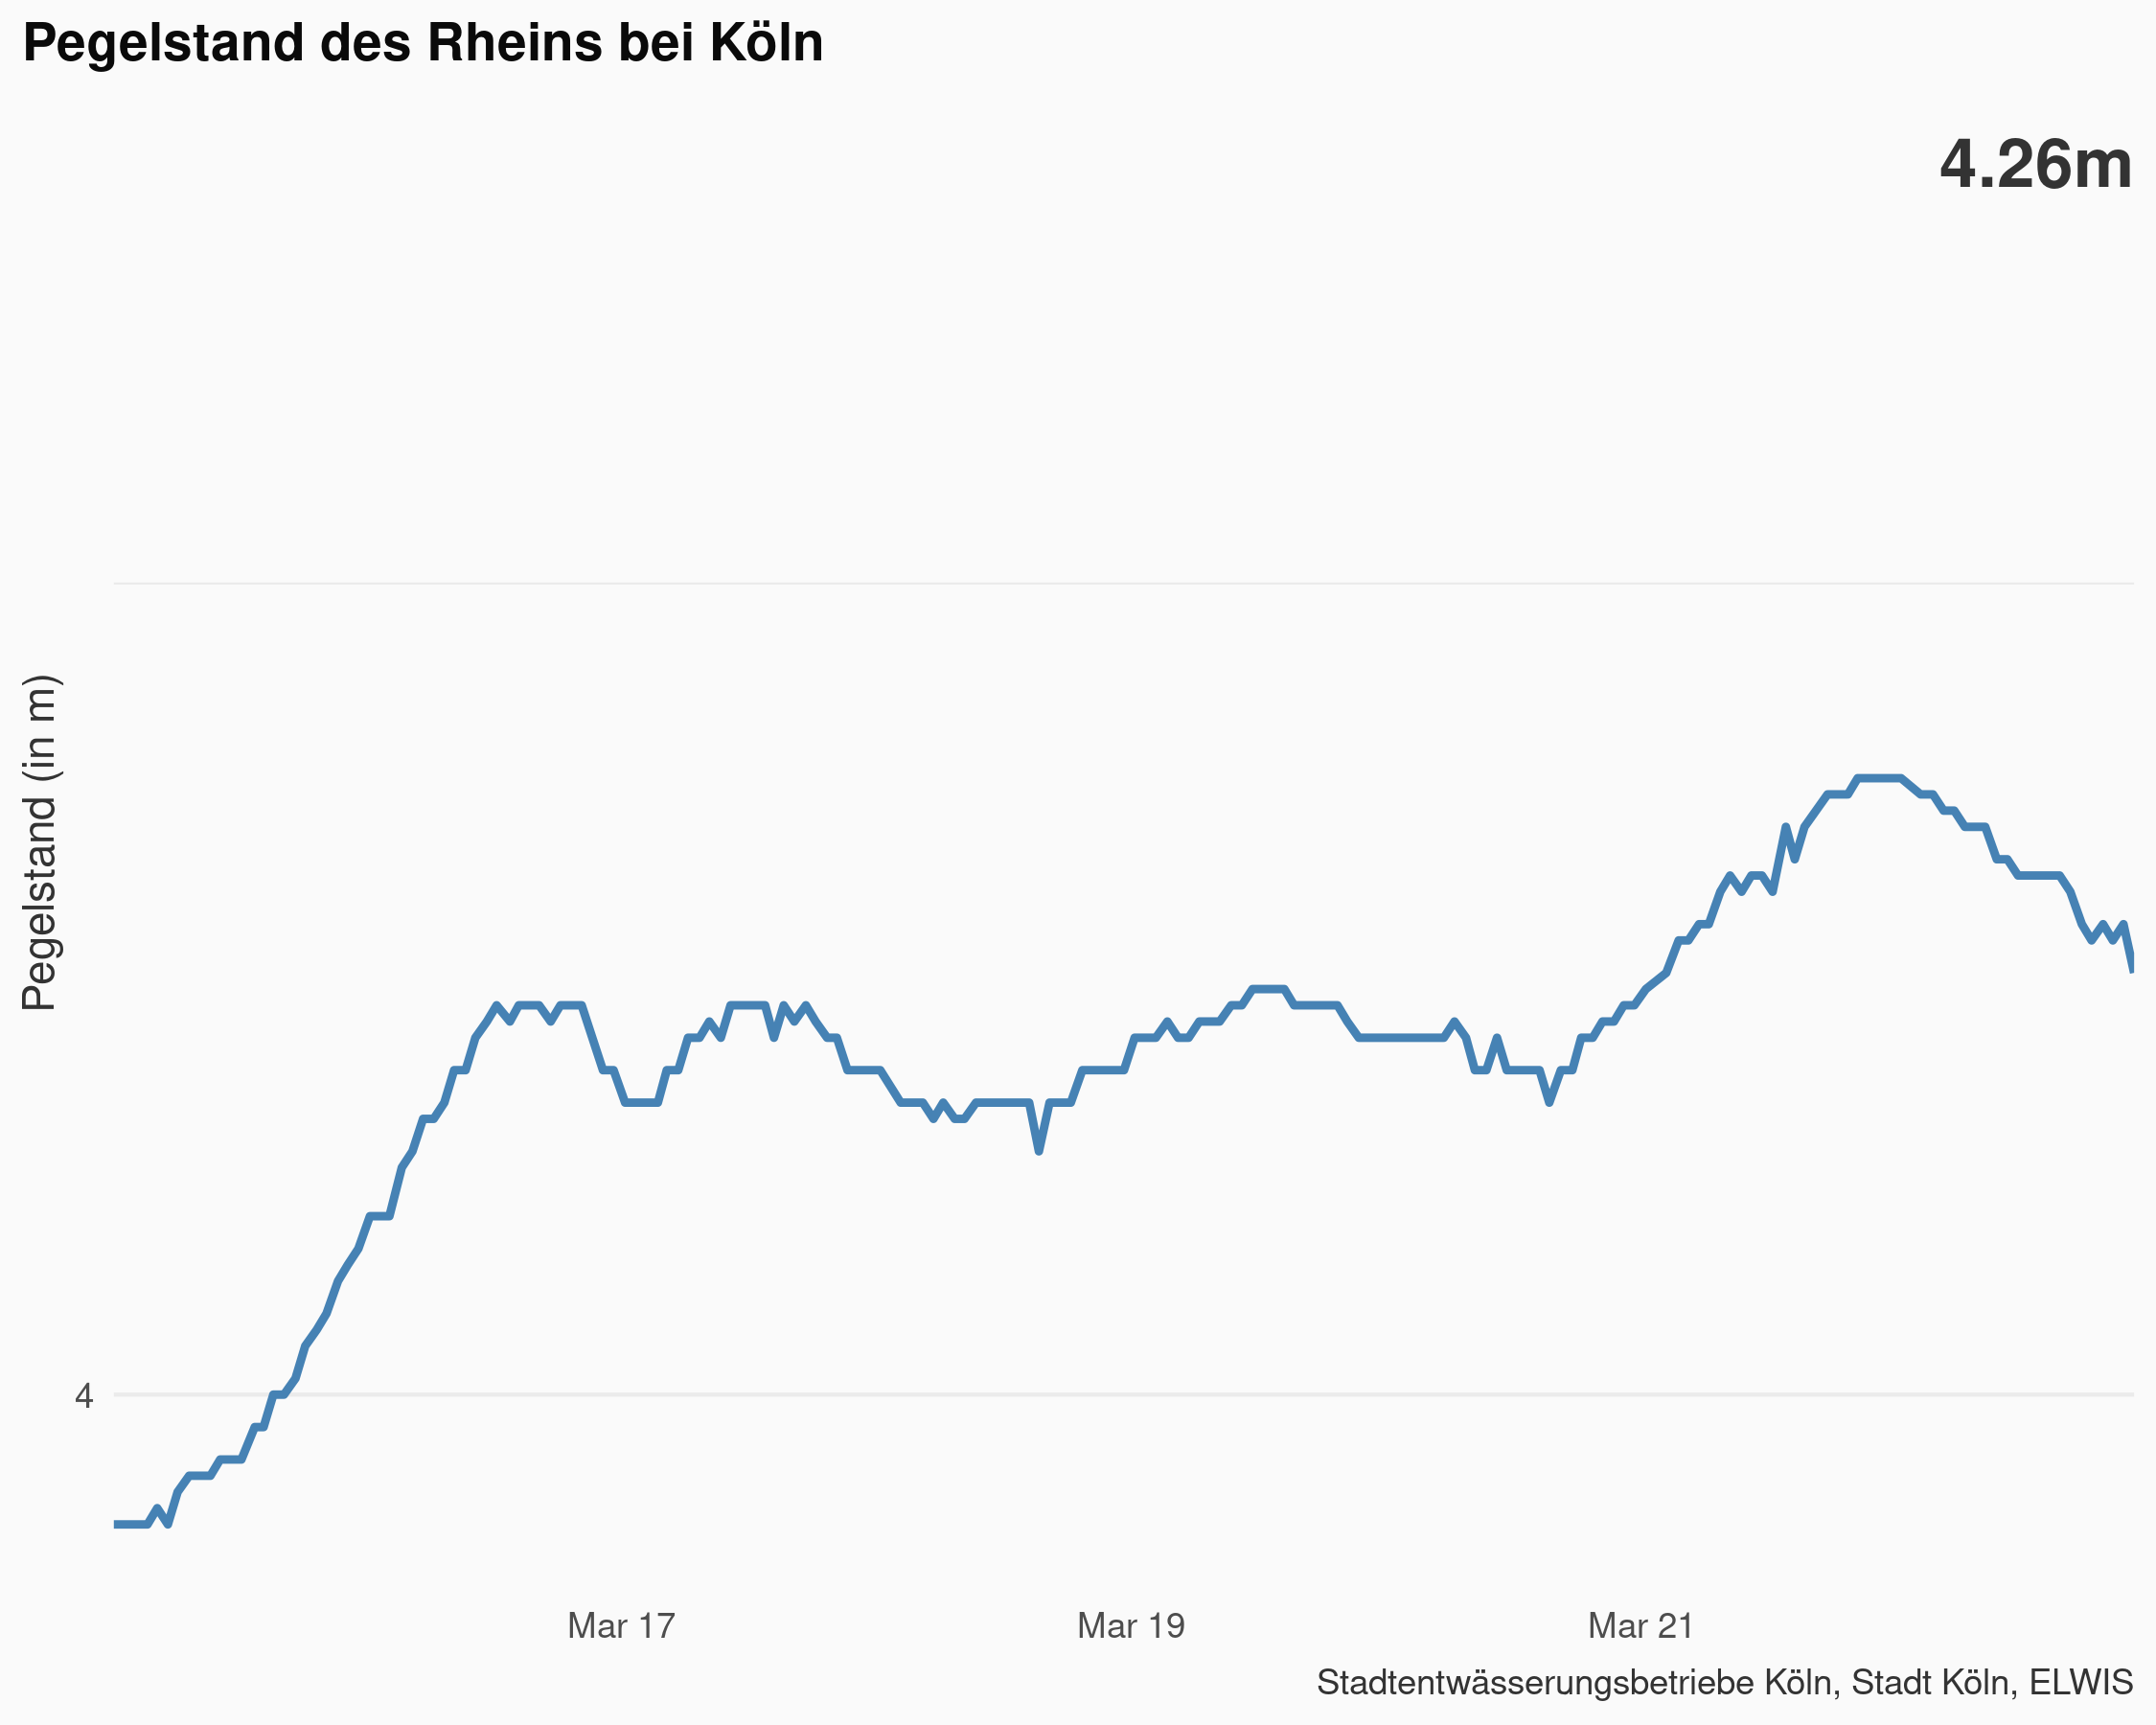 Pegelstand des Rheins bei Köln
4.26m
Pegelstand (in m)
4
Mar 17
Mar 19
Mar 21
Stadtentwässerungsbetriebe Köln, Stadt Köln, ELWIS